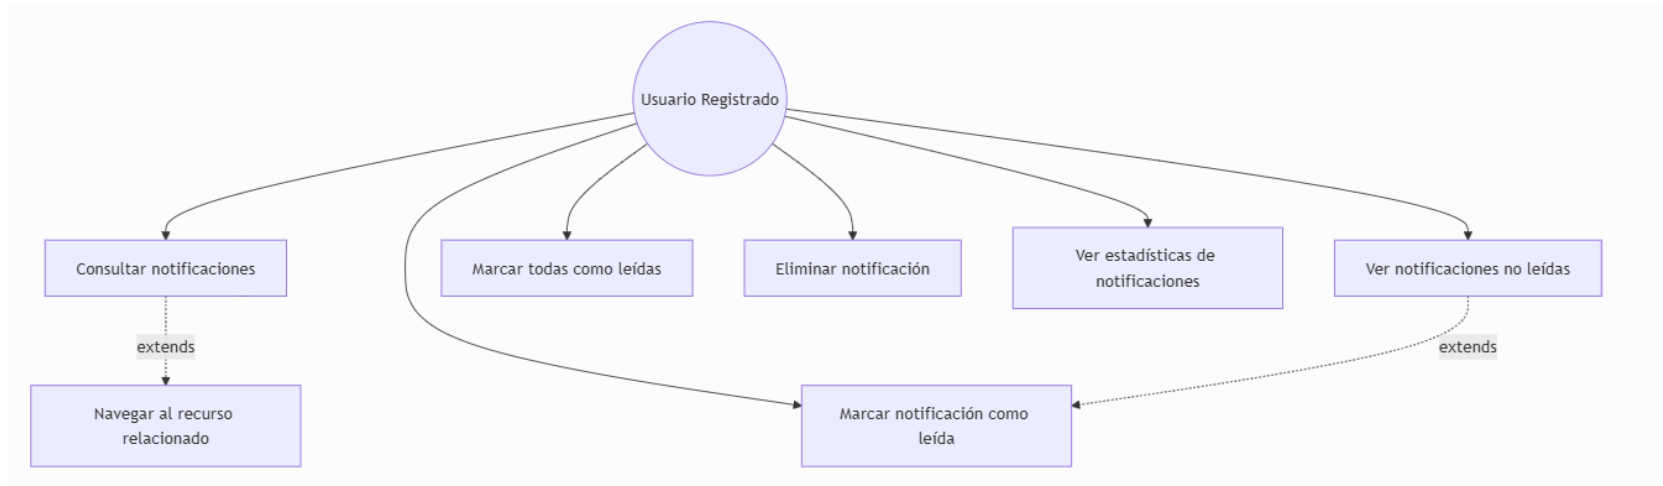 Usuario Registrado
Consultar notificaciones
Marcar todas como leídas
Eliminar notificación
Ver estadísticas de
notificaciones
Ver notificaciones no leídas
extends
extends
Navegar al recurso
relacionado
Marcar notificación como
leída